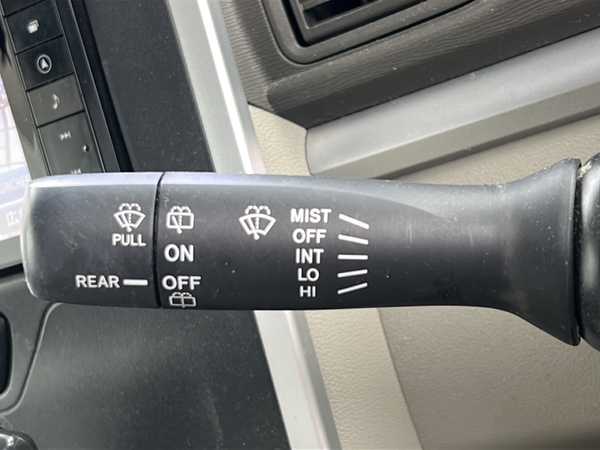 PULL
REAR
ON
OFF
MIST
OFF
INT
LO
HI